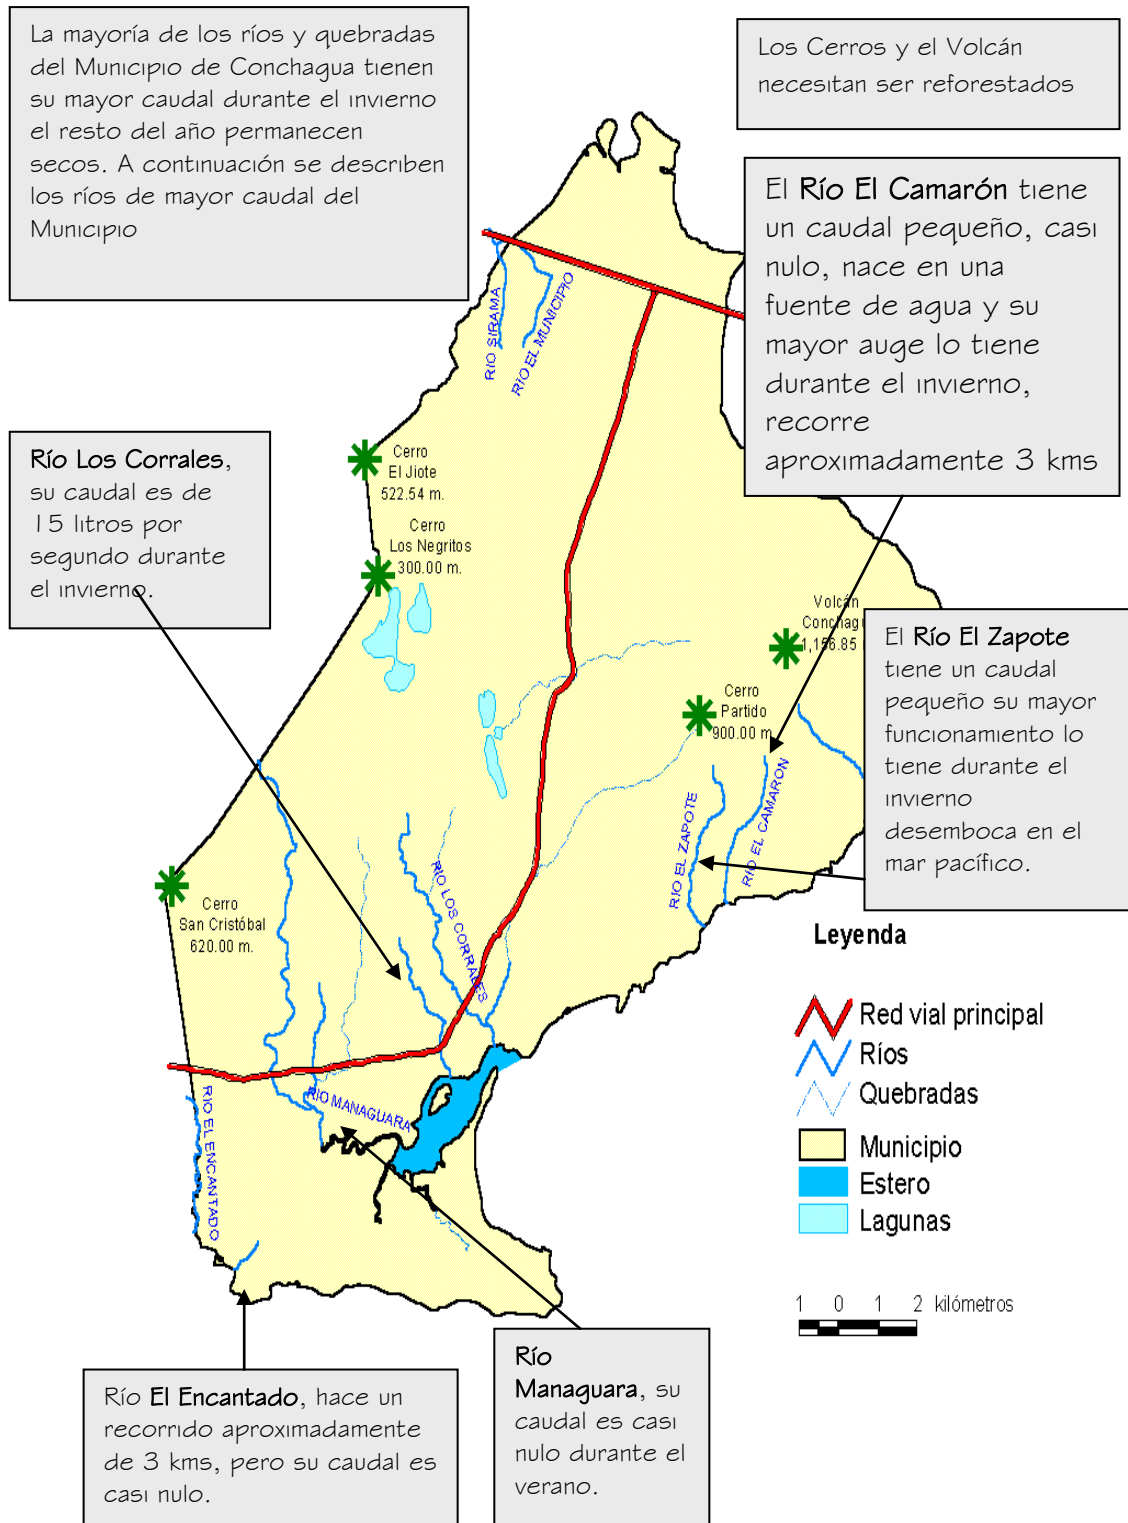 La mayoría de los ríos y quebradas
del Municipio de Conchagua tienen
su mayor caudal durante el invierno
el resto del año permanecen
secos. A continuación se describen
los ríos de mayor caudal del
Municipio
Los Cerros y el Volcán
necesitan ser reforestados
El Río El Camarón tiene
un caudal pequeño, casi
nulo, nace en una
fuente de agua y su
mayor auge lo tiene
durante el invierno,
recorre
aproximadamente 3 kms
RIO SIRAMA
RIO EL MUNICIPIO
Río Los Corrales,
su caudal es de
15 litros por
segundo durante
el invierno.
Cerro
El Jiote
522.54 m.
Cerro
Los Negritos
300.00 m.
Volcán
Conchagu
1,156.85
El Río El Zapote
tiene un caudal
pequeño su mayor
funcionamiento lo
tiene durante el
invierno
desemboca en el
mar pacífico.
Cerro
Partido
900.00 m
RIO EL ZAPOTE
RIO EL CAMARON
RIO LOS CORRALES
Cerro
San Cristóbal
620.00 m.
RIO MANAGUARA
RIO EL ENCANTADO
Leyenda
Red vial principal
Ríos
Quebradas
Municipio
Estero
Lagunas
1 0 1 2 kilómetros
Río El Encantado, hace un
recorrido aproximadamente
de 3 kms, pero su caudal es
casi nulo.
Río
Managuara, su
caudal es casi
nulo durante el
verano.